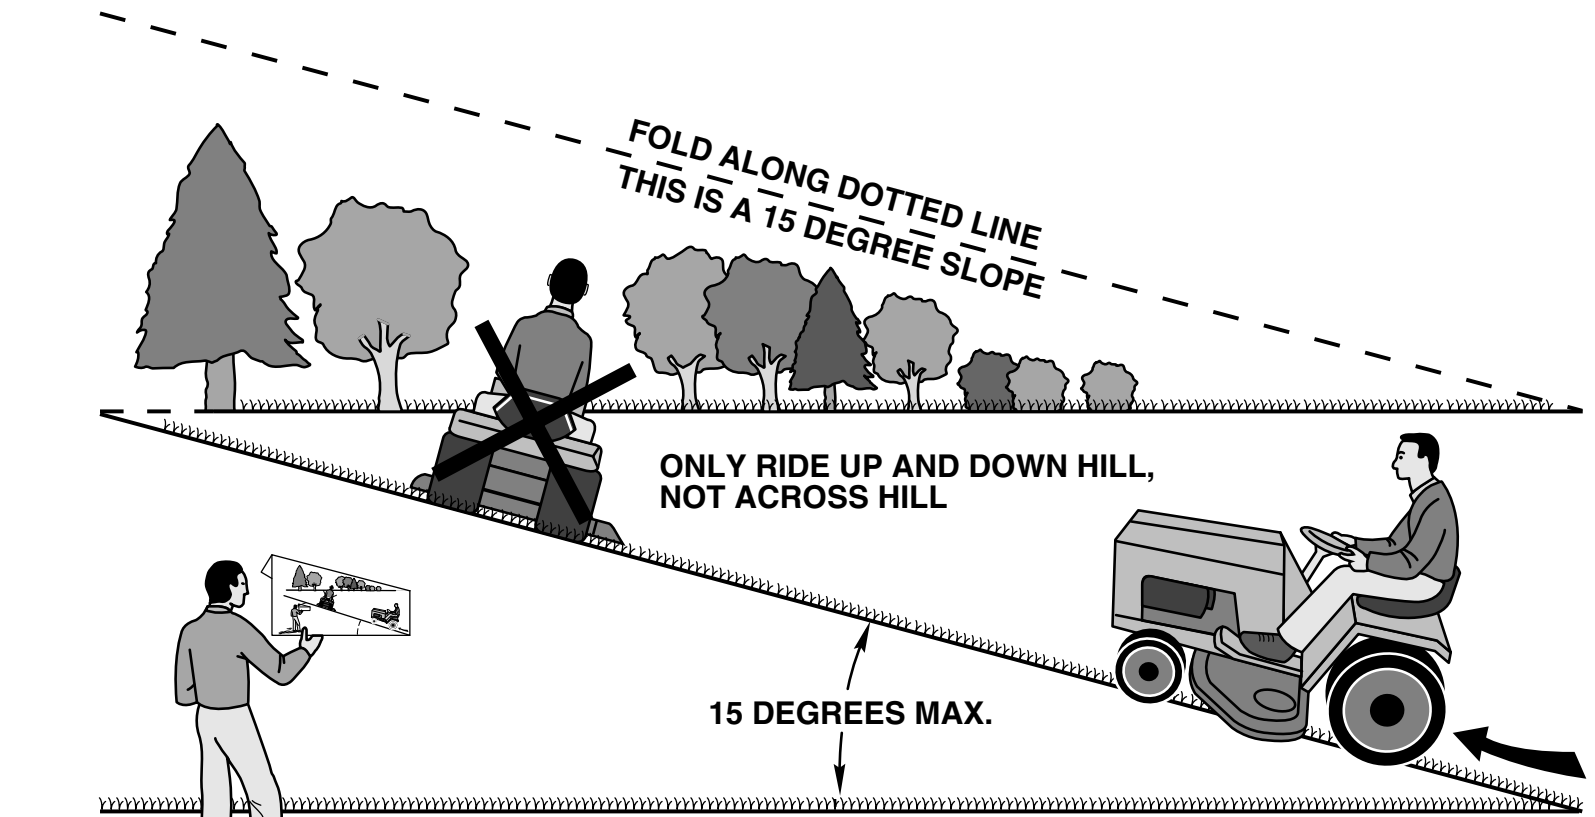 FOLD ALONG DOTTED LINE
THIS IS A 15 DEGREE SLOPE
ONLY RIDE UP AND DOWN HILL,
NOT ACROSS HILL
15 DEGREES MAX.